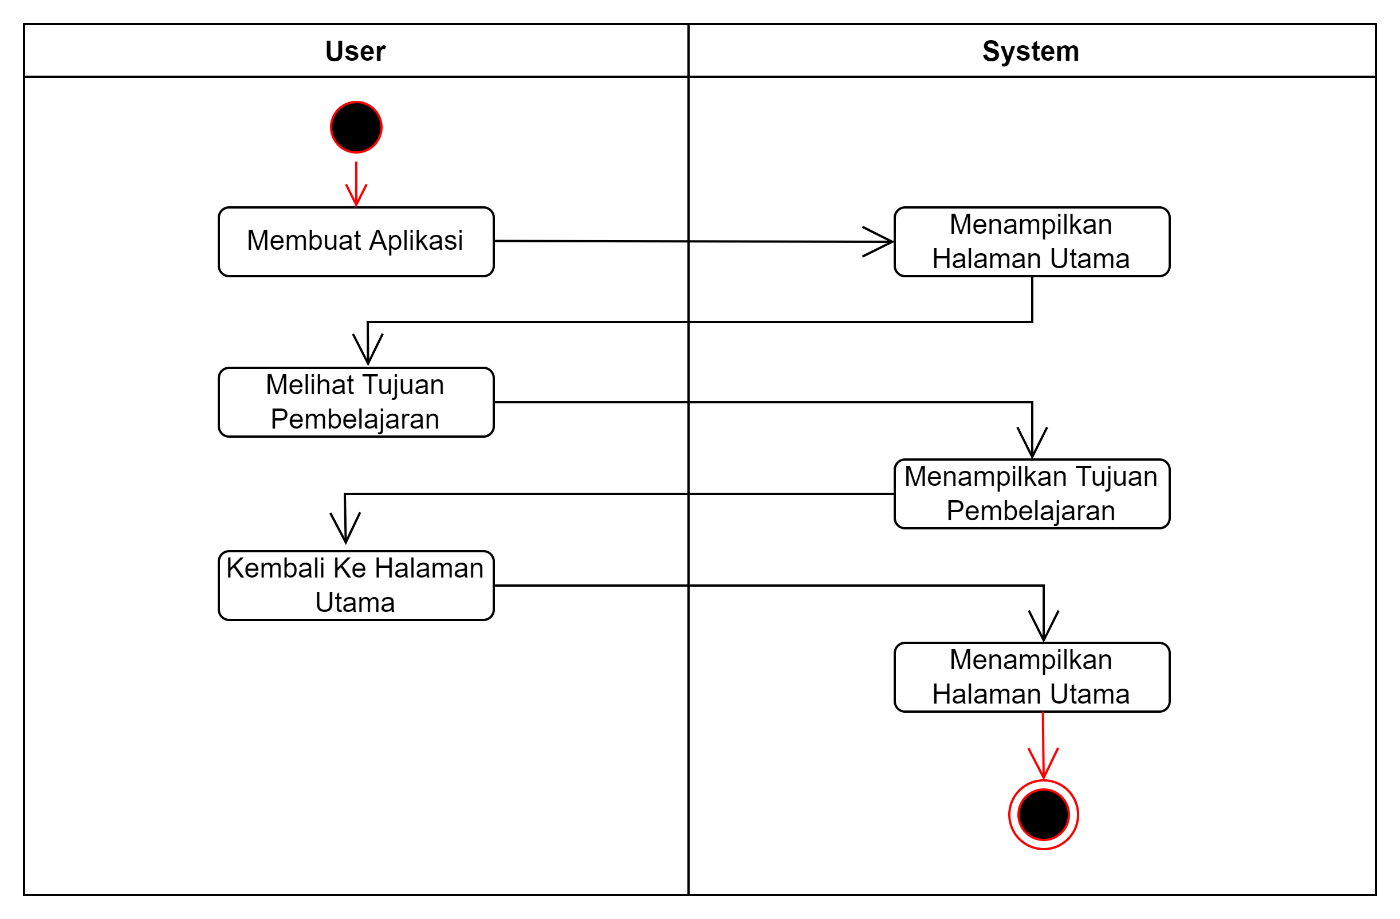 User
System
Membuat Aplikasi
Menampilkan
Halaman Utama
Melihat Tujuan
Pembelajaran
Menampilkan Tujuan
Pembelajaran
Kembali Ke Halaman
Utama
Menampilkan
Halaman Utama